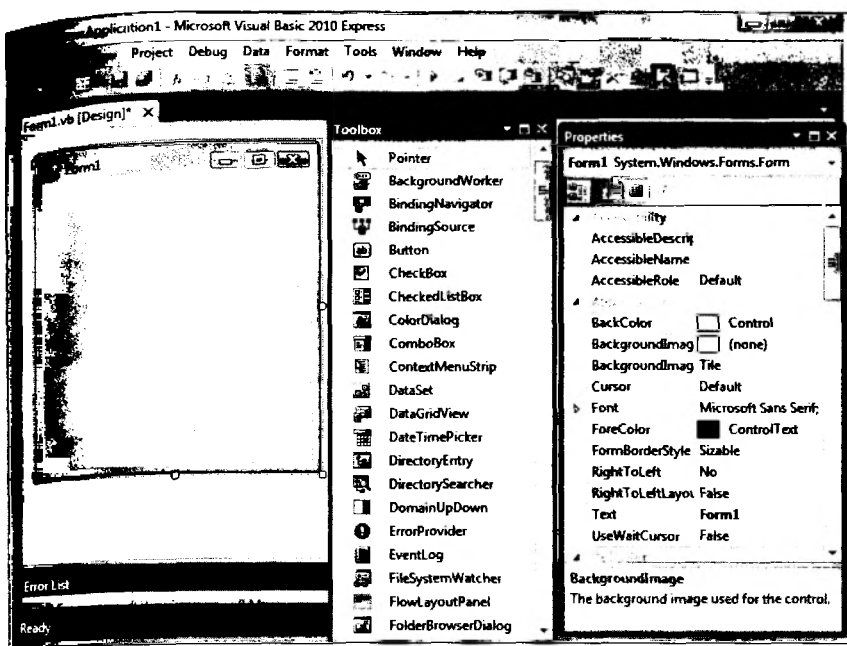 Application1 - Microsoft Visual Basic 2010 Express
Project Debug Data Format Tools Window Help
Form1.vb [Design]* X
Form1
Toolbox
Pointer
BackgroundWorker
BindingNavigator
BindingSource
Button
CheckBox
CheckedListBox
ColorDialog
ComboBox
ContextMenuStrip
DataSet
DataGridView
DateTimePicker
DirectoryEntry
DirectorySearcher
DomainUpDown
ErrorProvider
EventLog
FileSystemWatcher
FlowLayoutPanel
FolderBrowserDialog
Properties
Form1 System.Windows.Forms.Form
AccessibleDescrip
AccessibleName
AccessibleRole Default
BackColor Control
BackgroundImag (none)
BackgroundImag Tile
Cursor Default
Font Microsoft Sans Serif;
ForeColor ControlText
FormBorderStyle Sizable
RightToLeft No
RightToLeftLayou False
Text Form1
UseWaitCursor False
BackgroundImage
The background image used for the control.
Error List
Ready